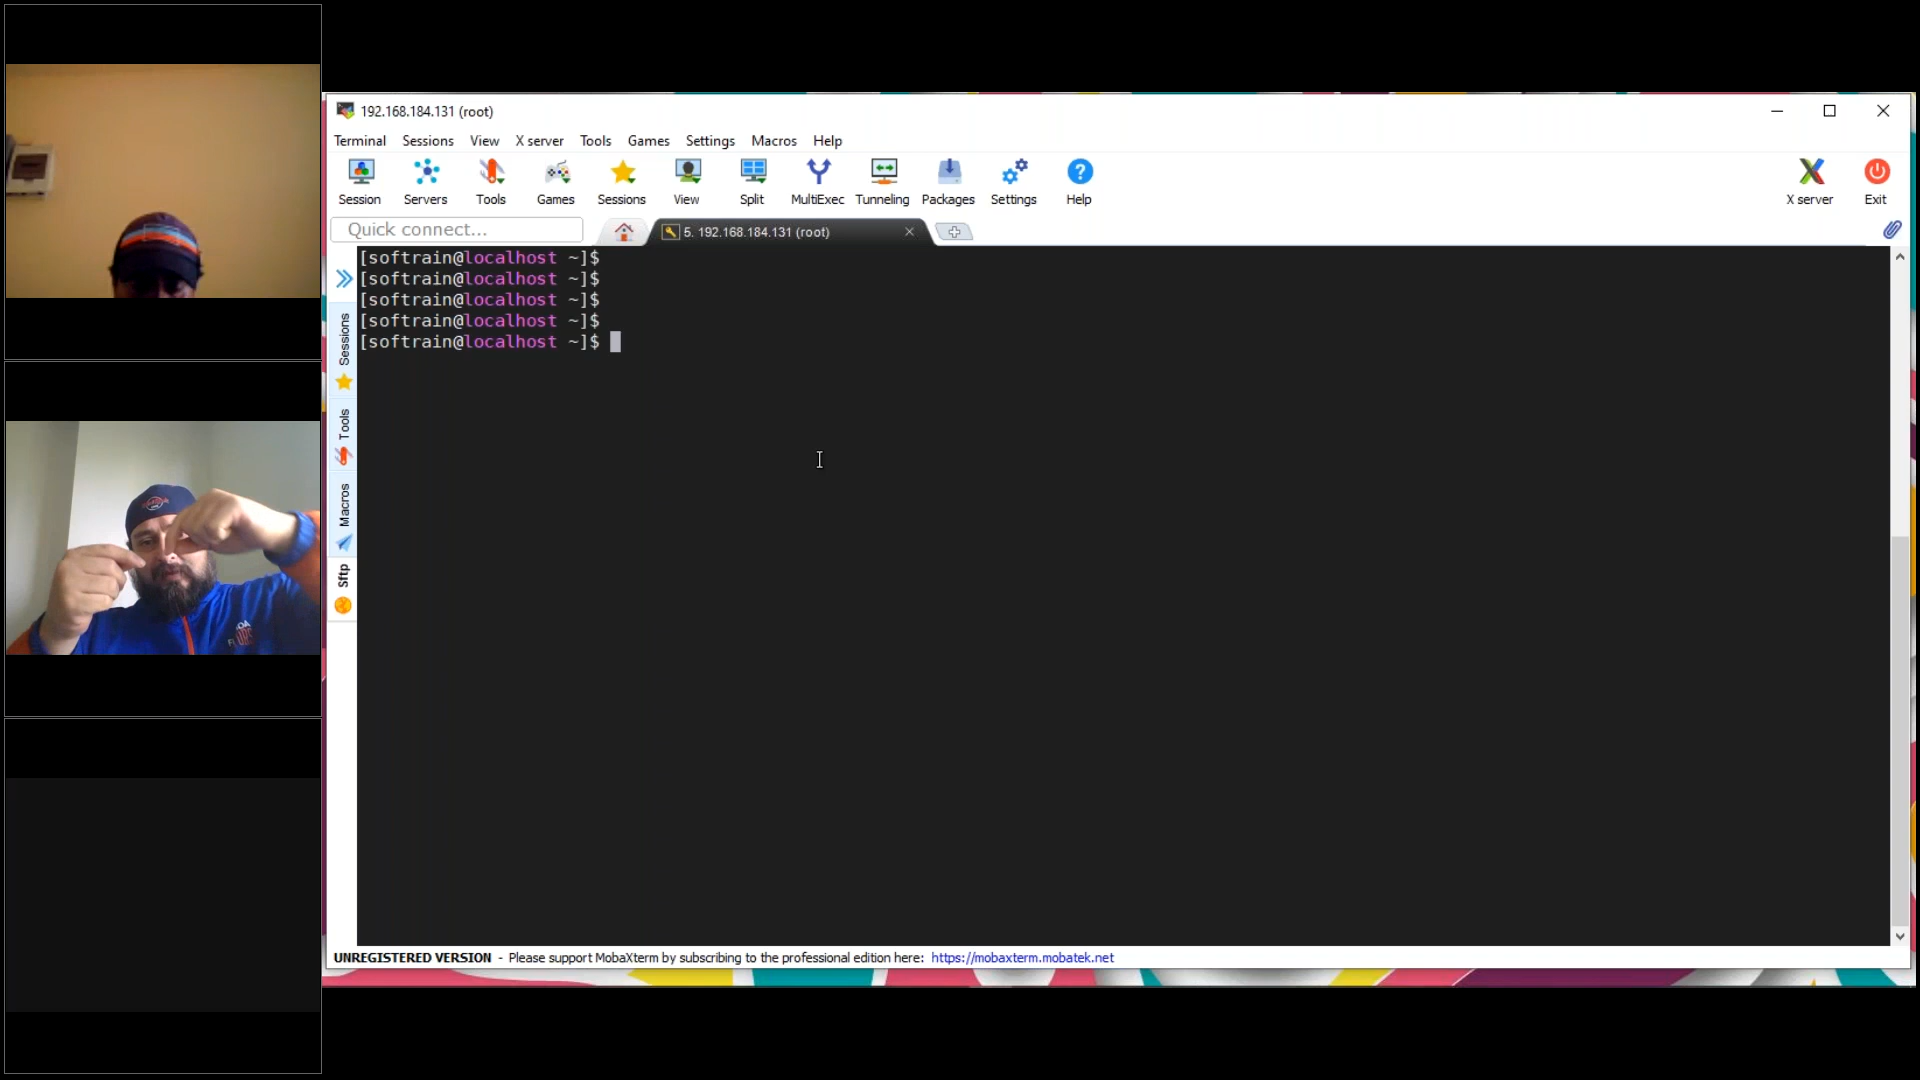 192.168.184.131 (root)
Terminal Sessions View X server Tools Games Settings Macros Help
Session Servers Tools Games Sessions View Split MultiExec Tunneling Packages Settings Help X server Exit
Quick connect...
5. 192.168.184.131 (root)
[softrain@localhost ~]$
[softrain@localhost ~]$
[softrain@localhost ~]$
[softrain@localhost ~]$
[softrain@localhost ~]$
Sessions
Tools
Macros
Sftp
UNREGISTERED VERSION - Please support MobaXterm by subscribing to the professional edition here: https://mobaxterm.mobatek.net